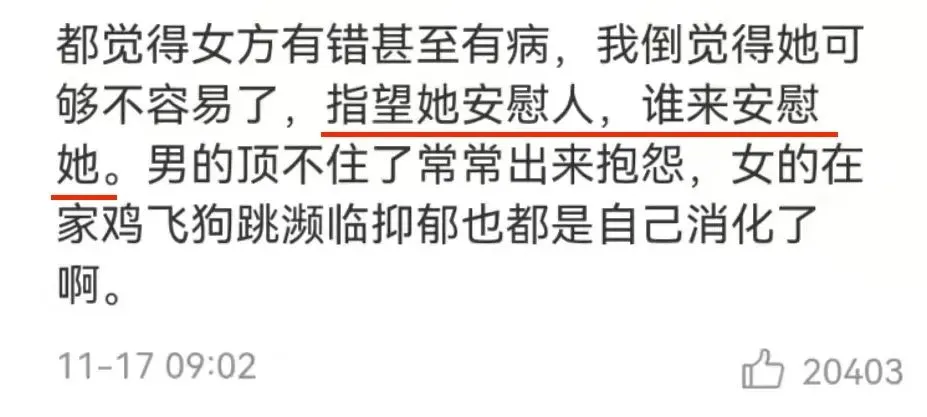 都觉得女方有错甚至有病，我倒觉得她可
够不容易了，指望她安慰人，谁来安慰
她。男的顶不住了常常出来抱怨，女的在
家鸡飞狗跳濒临抑郁也都是自己消化了
啊。
11-17 09:02
20403